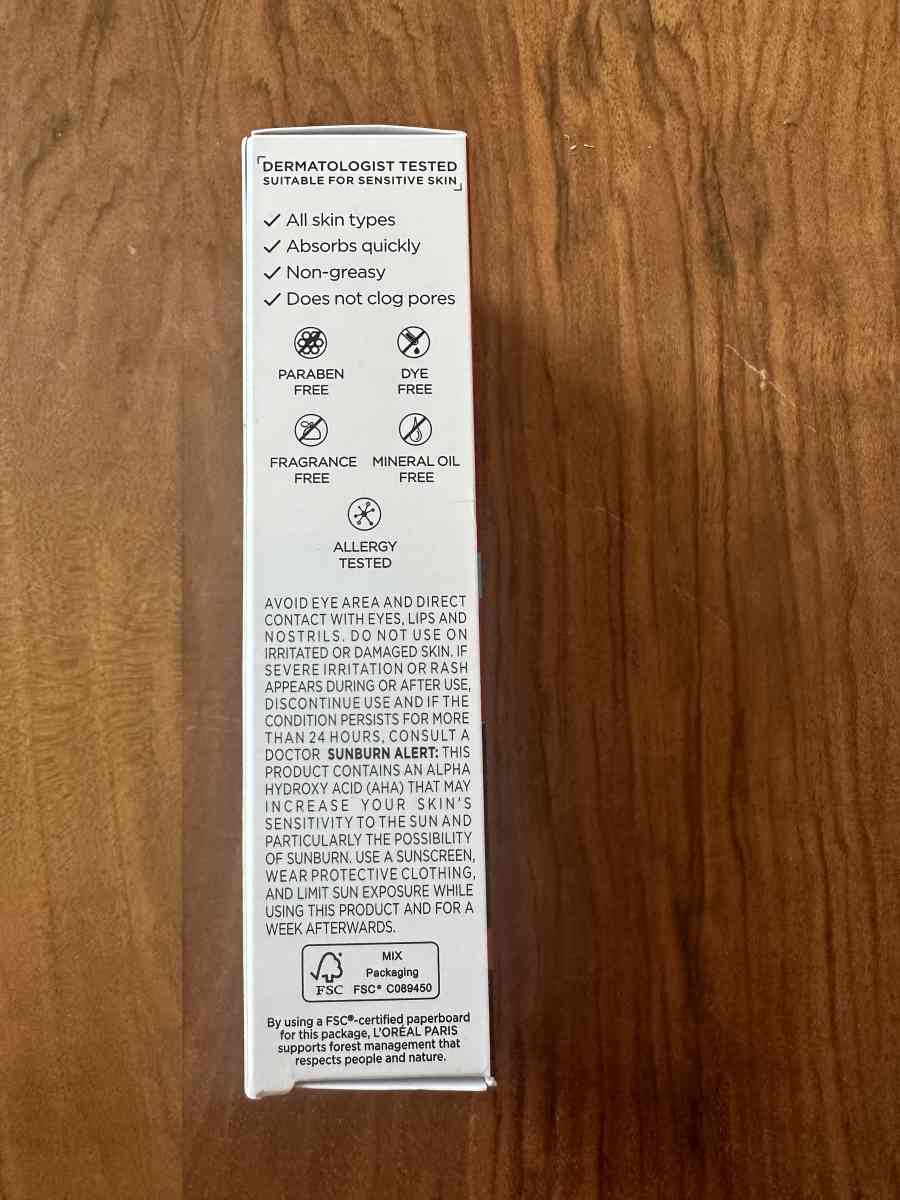 DERMATOLOGIST TESTED
SUITABLE FOR SENSITIVE SKIN
✓ All skin types
✓ Absorbs quickly
✓ Non-greasy
✓ Does not clog pores
PARABEN FREE
DYE FREE
FRAGRANCE FREE
MINERAL OIL FREE
ALLERGY TESTED
AVOID EYE AREA AND DIRECT
CONTACT WITH EYES, LIPS AND
NOSTRILS. DO NOT USE ON
IRRITATED OR DAMAGED SKIN. IF
SEVERE IRRITATION OR RASH
APPEARS DURING OR AFTER USE,
DISCONTINUE USE AND IF THE
CONDITION PERSISTS FOR MORE
THAN 24 HOURS, CONSULT A
DOCTOR SUNBURN ALERT: THIS
PRODUCT CONTAINS AN ALPHA
HYDROXY ACID (AHA) THAT MAY
INCREASE YOUR SKIN'S
SENSITIVITY TO THE SUN AND
PARTICULARLY THE POSSIBILITY
OF SUNBURN. USE A SUNSCREEN,
WEAR PROTECTIVE CLOTHING,
AND LIMIT SUN EXPOSURE WHILE
USING THIS PRODUCT AND FOR A
WEEK AFTERWARDS.
MIX
Packaging
FSC FSC® C089450
By using a FSC®-certified paperboard
for this package, L'ORÉAL PARIS
supports forest management that
respects people and nature.